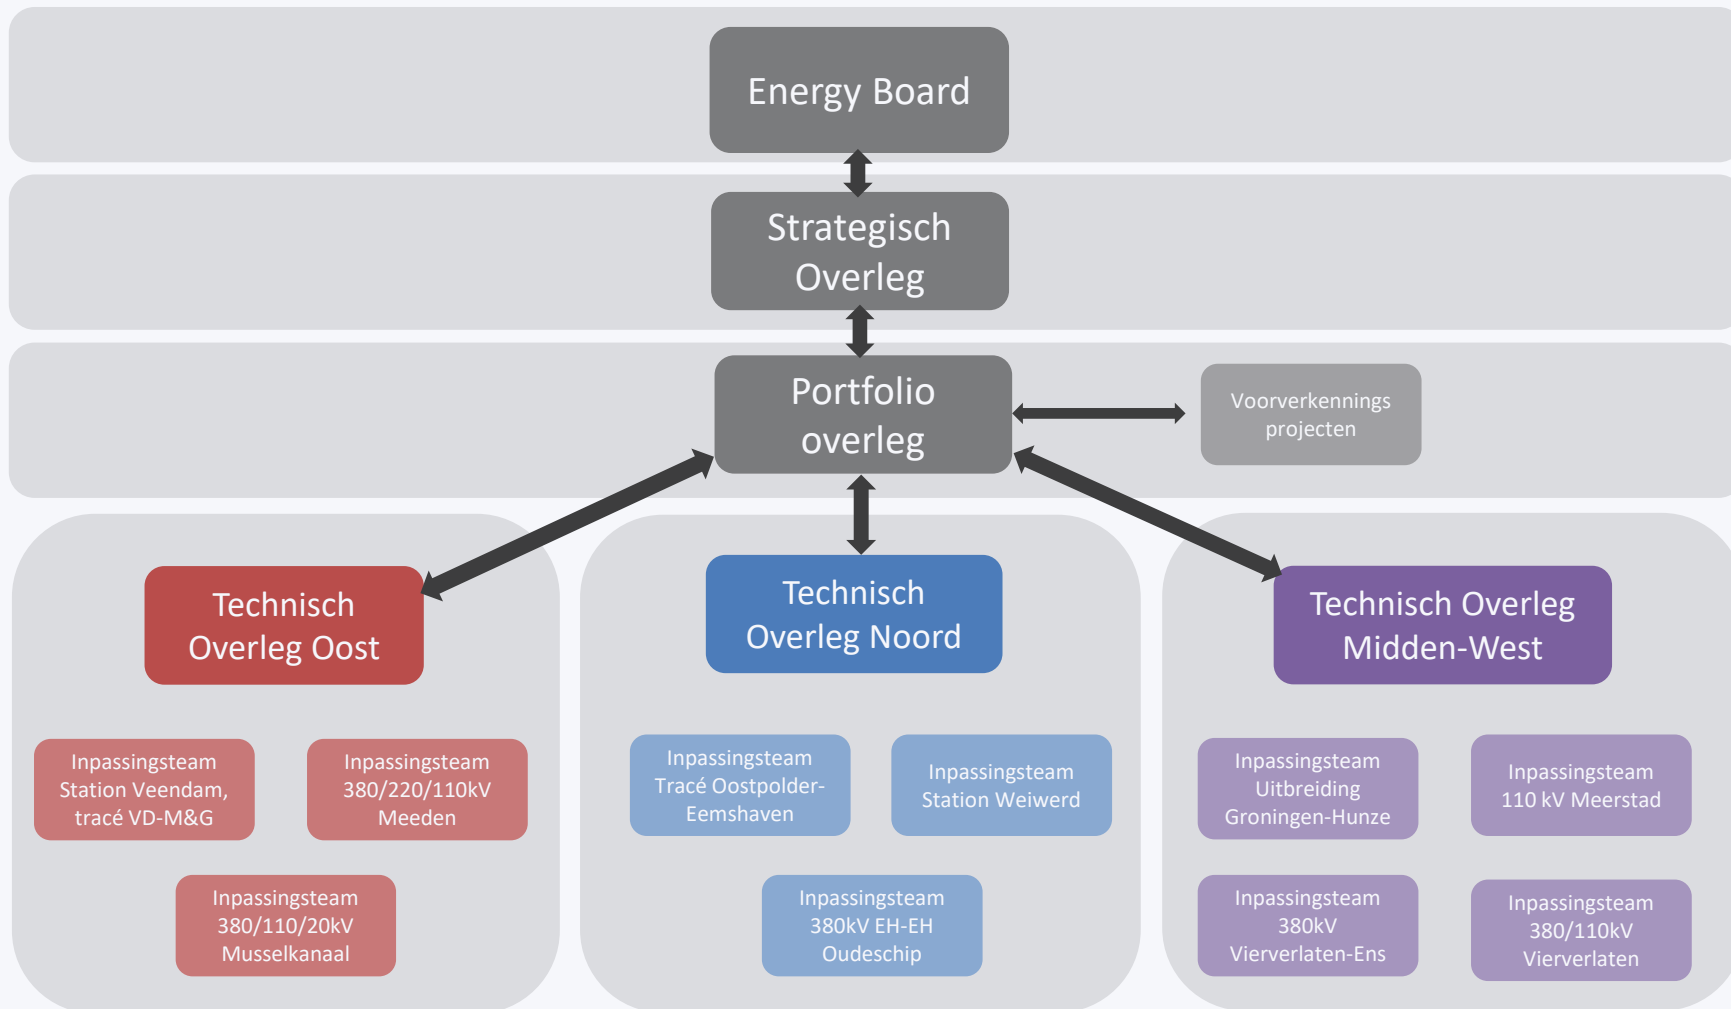 Energy Board
Strategisch
Overleg
Portfolio
overleg
Voorverkennings
projecten
Technisch
Overleg Oost
Technisch
Overleg Noord
Technisch Overleg
Midden-West
Inpassingsteam
Station Veendam,
tracé VD-M&G
Inpassingsteam
380/220/110kV
Meeden
Inpassingsteam
380/110/20kV
Musselkanaal
Inpassingsteam
Tracé Oostpolder-
Eemshaven
Inpassingsteam
Station Weiwerd
Inpassingsteam
380kV EH-EH
Oudeschip
Inpassingsteam
Uitbreiding
Groningen-Hunze
Inpassingsteam
110 kV Meerstad
Inpassingsteam
380kV
Vierverlaten-Ens
Inpassingsteam
380/110kV
Vierverlaten